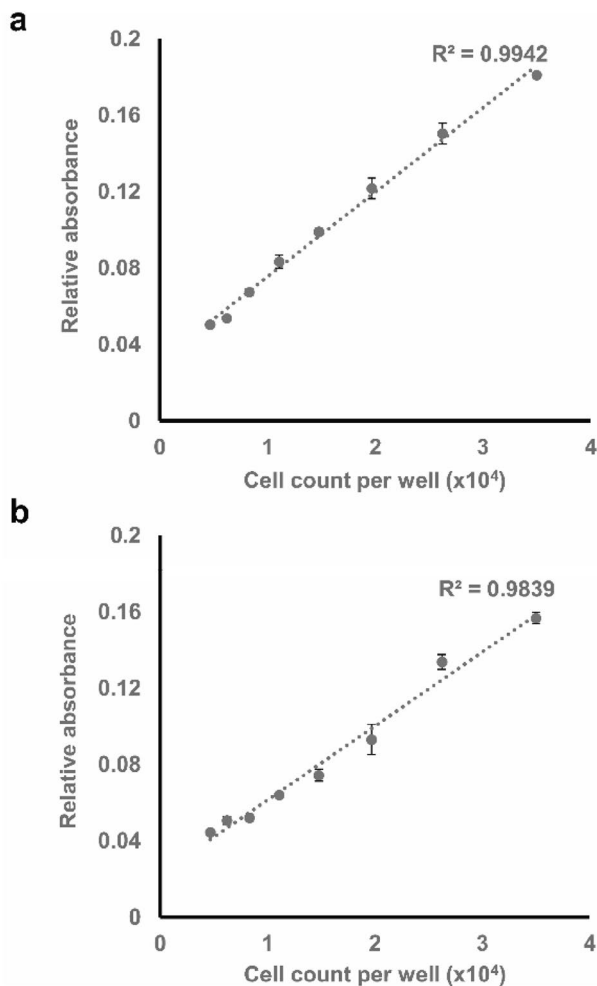 a
R² = 0.9942
Relative absorbance
0.2
0.16
0.12
0.08
0.04
0
0 1 2 3 4
Cell count per well (x10⁴)
b
R² = 0.9839
Relative absorbance
0.2
0.16
0.12
0.08
0.04
0
0 1 2 3 4
Cell count per well (x10⁴)